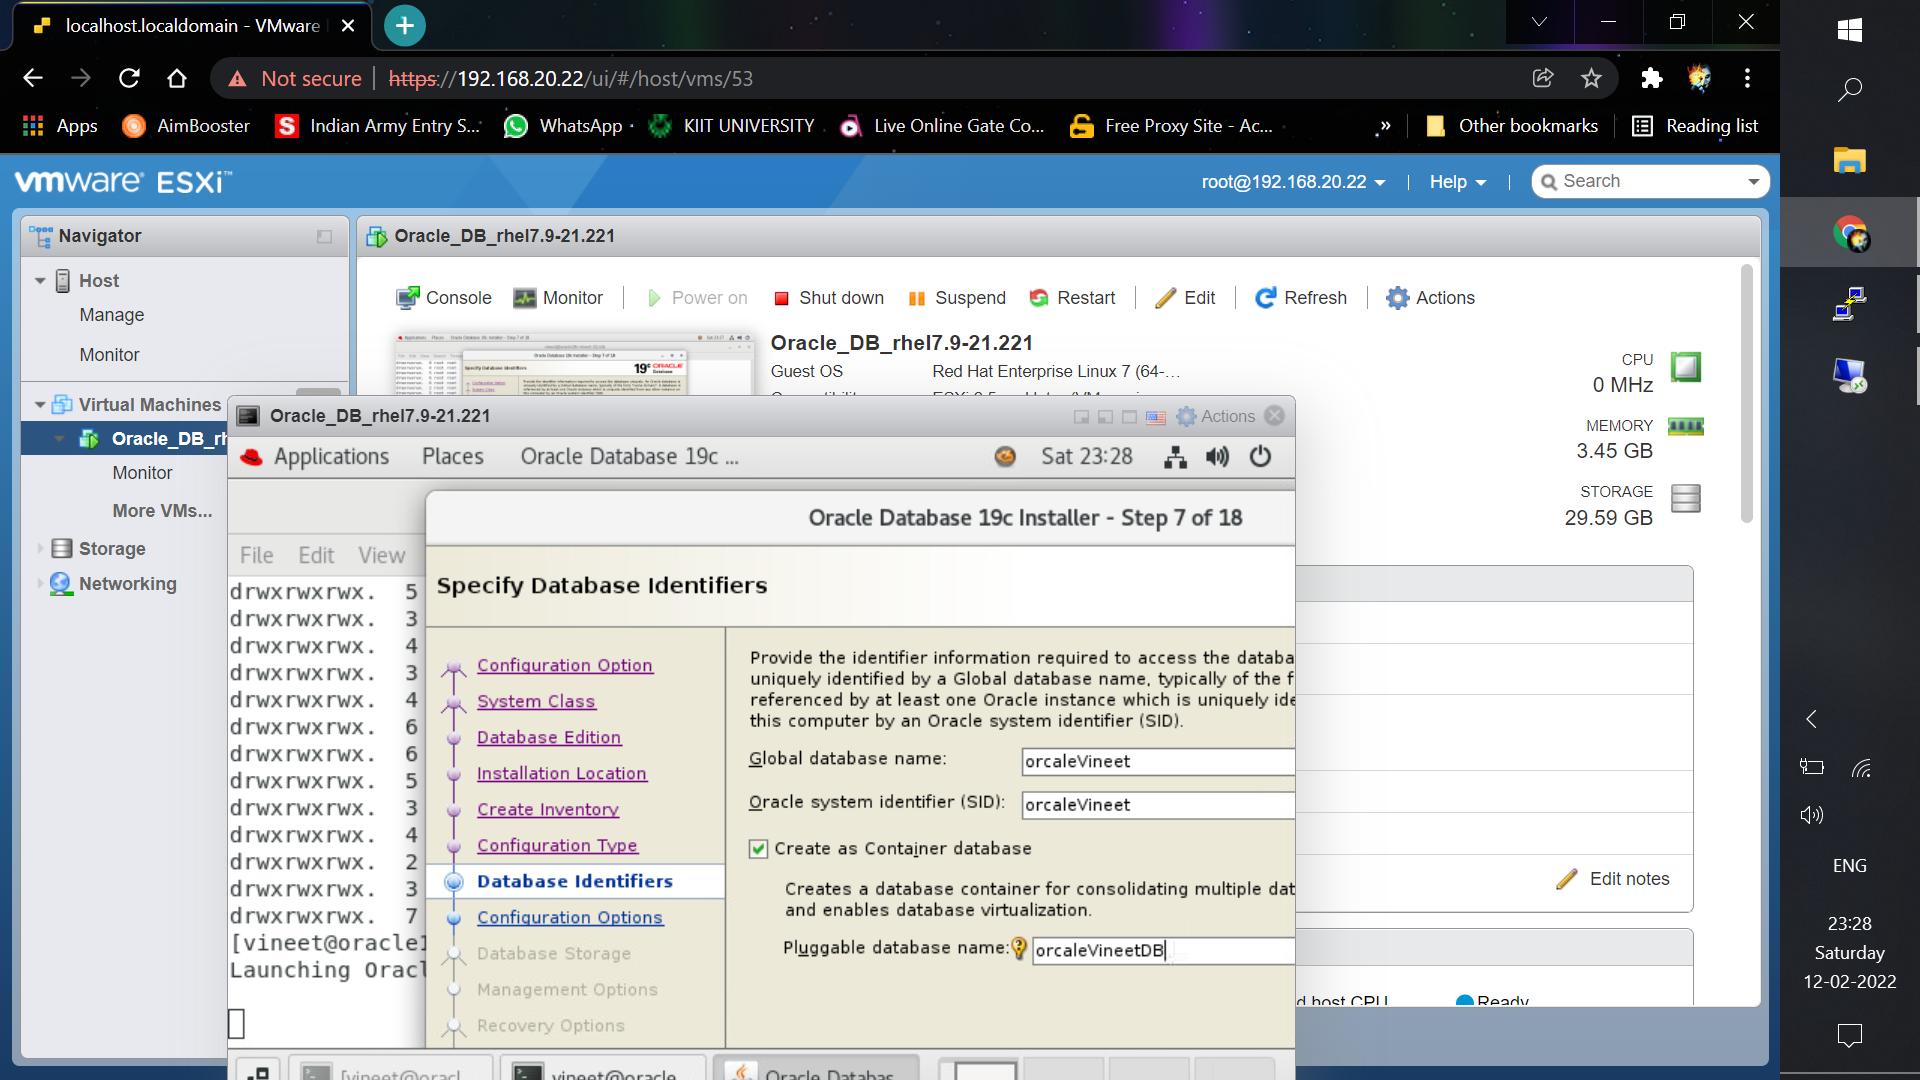 localhost.localdomain - VMware
Not secure
https://192.168.20.22/ui/#/host/vms/53
Apps
AimBooster
Indian Army Entry S...
WhatsApp
KIIT UNIVERSITY
Live Online Gate Co...
Free Proxy Site - Ac...
»
Other bookmarks
Reading list
vmware ESXi™
root@192.168.20.22
Help
Search
Navigator
Host
Manage
Monitor
Virtual Machines
Oracle_DB_rh
Monitor
More VMs...
Storage
Networking
Oracle_DB_rhel7.9-21.221
Console
Monitor
Power on
Shut down
Suspend
Restart
Edit
Refresh
Actions
Oracle_DB_rhel7.9-21.221
Guest OS
Red Hat Enterprise Linux 7 (64-...
CPU
0 MHz
MEMORY
3.45 GB
STORAGE
29.59 GB
Edit notes
d host CPU
Ready
Oracle_DB_rhel7.9-21.221
Actions
Applications
Places
Oracle Database 19c ...
Sat 23:28
File Edit View
drwxrwxrwx. 5
drwxrwxrwx. 3
drwxrwxrwx. 4
drwxrwxrwx. 3
drwxrwxrwx. 4
drwxrwxrwx. 6
drwxrwxrwx. 6
drwxrwxrwx. 5
drwxrwxrwx. 3
drwxrwxrwx. 4
drwxrwxrwx. 2
drwxrwxrwx. 3
drwxrwxrwx. 7
[vineet@oracle1
Launching Oracl
Oracle Database 19c Installer - Step 7 of 18
Specify Database Identifiers
Configuration Option
System Class
Database Edition
Installation Location
Create Inventory
Configuration Type
Database Identifiers
Configuration Options
Database Storage
Management Options
Recovery Options
Provide the identifier information required to access the databa
uniquely identified by a Global database name, typically of the f
referenced by at least one Oracle instance which is uniquely ide
this computer by an Oracle system identifier (SID).
Global database name:
orcaleVineet
Oracle system identifier (SID):
orcaleVineet
Create as Container database
Creates a database container for consolidating multiple dat
and enables database virtualization.
Pluggable database name:
orcaleVineetDB
[vineet@oracl
vineet@oracle
Oracle Databas
ENG
23:28
Saturday
12-02-2022